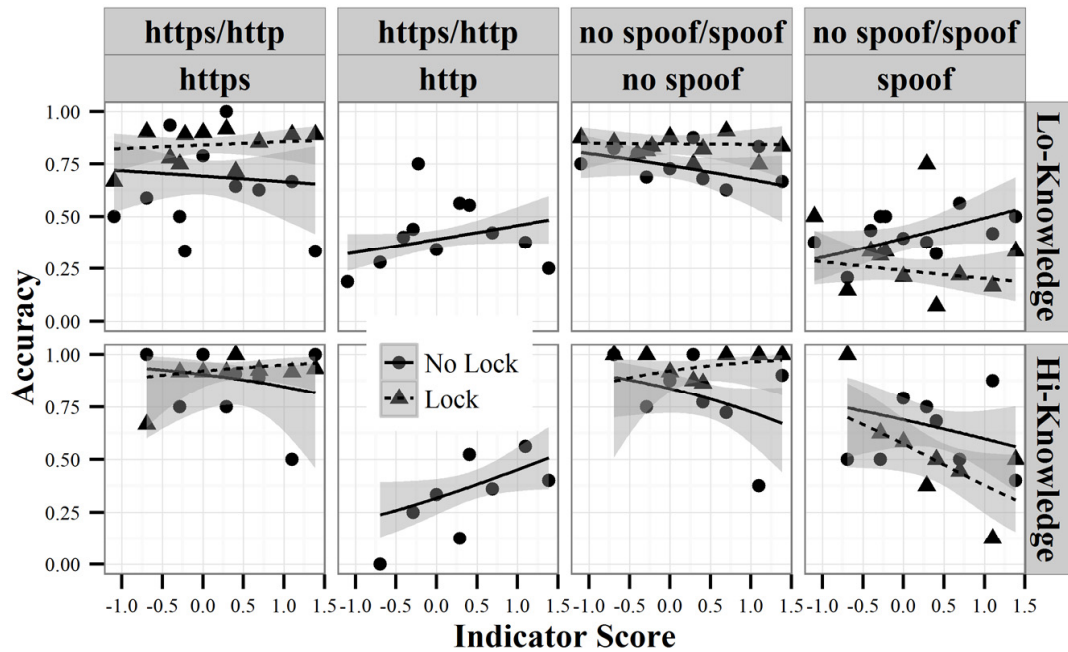 https/http https/http no spoof/spoof no spoof/spoof
https http no spoof spoof
1.00
0.75
0.50
0.25
0.00
Lo-Knowledge
Accuracy
1.00
0.75
0.50
0.25
0.00
No Lock
Lock
Hi-Knowledge
-1.0 -0.5 0.0 0.5 1.0 1.5 -1.0 -0.5 0.0 0.5 1.0 1.5 -1.0 -0.5 0.0 0.5 1.0 1.5 -1.0 -0.5 0.0 0.5 1.0 1.5
Indicator Score